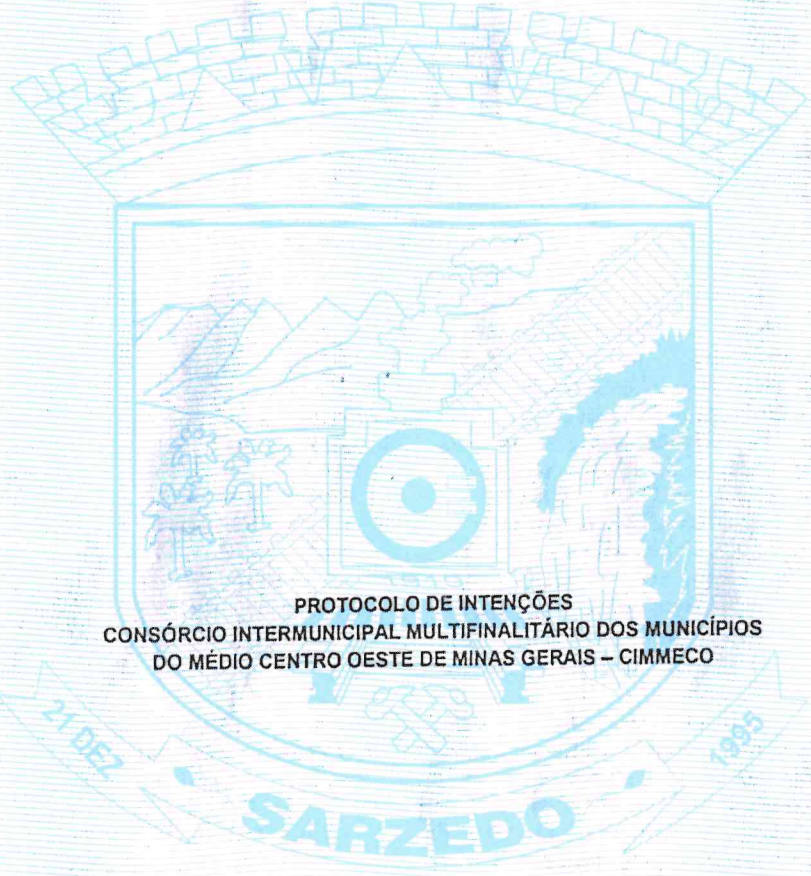 PROTOCOLO DE INTENÇÕES
CONSÓRCIO INTERMUNICIPAL MULTIFINALITÁRIO DOS MUNICÍPIOS
DO MÉDIO CENTRO OESTE DE MINAS GERAIS – CIMMECO
21 DEZ
1995
SARZEDO